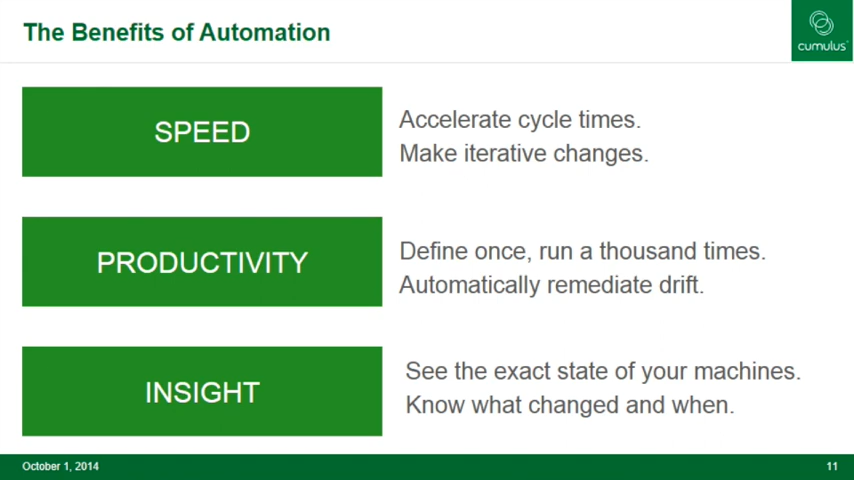 The Benefits of Automation
cumulus
SPEED
Accelerate cycle times.
Make iterative changes.
PRODUCTIVITY
Define once, run a thousand times.
Automatically remediate drift.
INSIGHT
See the exact state of your machines.
Know what changed and when.
October 1, 2014
11